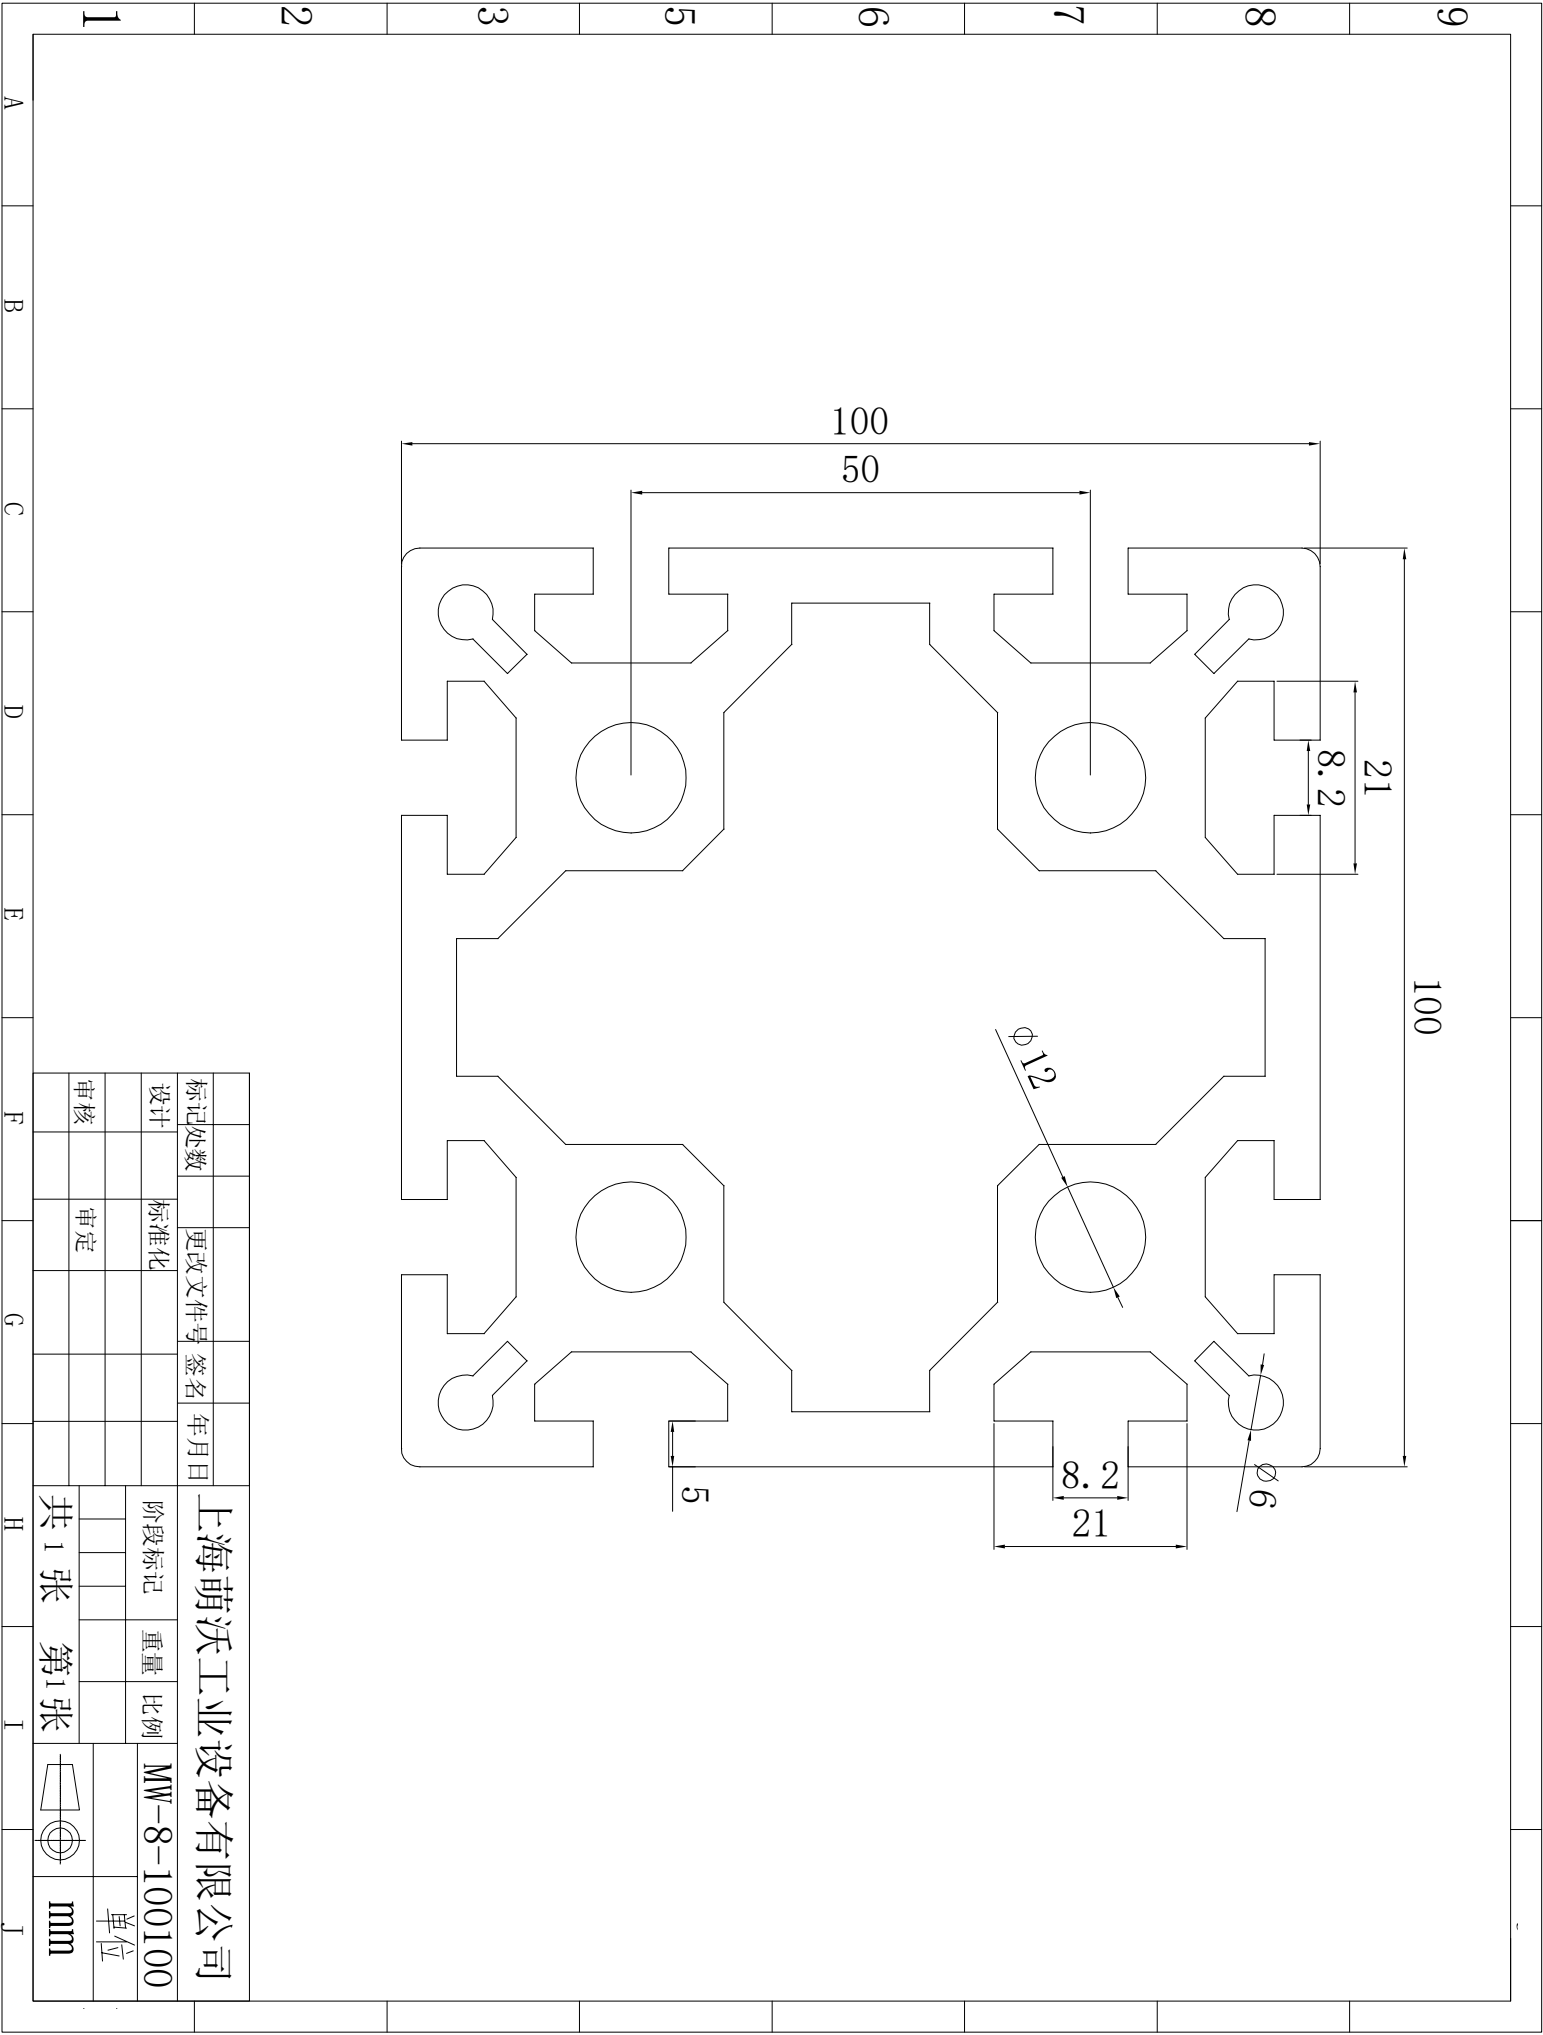 1
2
3
5
6
7
8
9
A
B
C
D
E
F
G
H
I
J
100
50
100
21
8.2
ϕ12
⌀6
8.2
21
5
标记 处数 更改文件号 签名 年月日
设计 标准化
审核 审定
上海萌沃工业设备有限公司
阶段标记 重量 比例
MW-8-100100
单位
共1张 第1张
mm